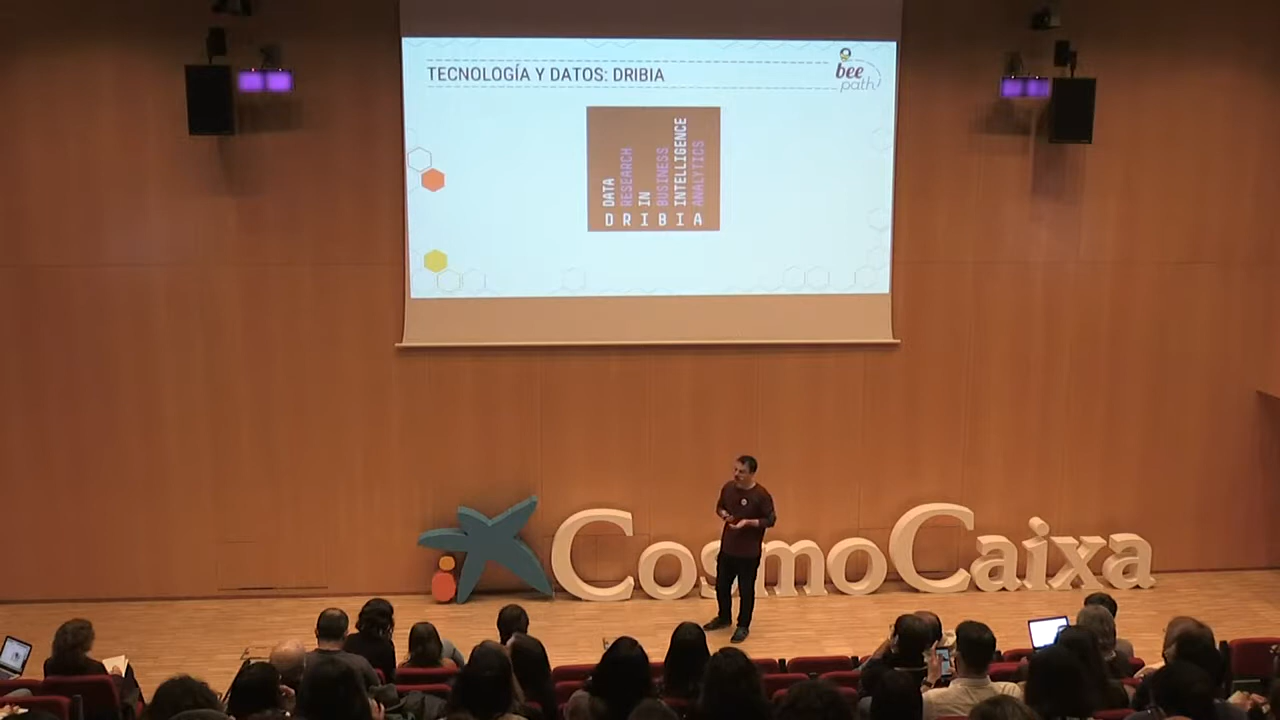 TECNOLOGÍA Y DATOS: DRIBIA
bee
path
DATA
RESEARCH
IN
BUSINESS
INTELLIGENCE
ANALYTICS
DRIBIA
CosmoCaixa